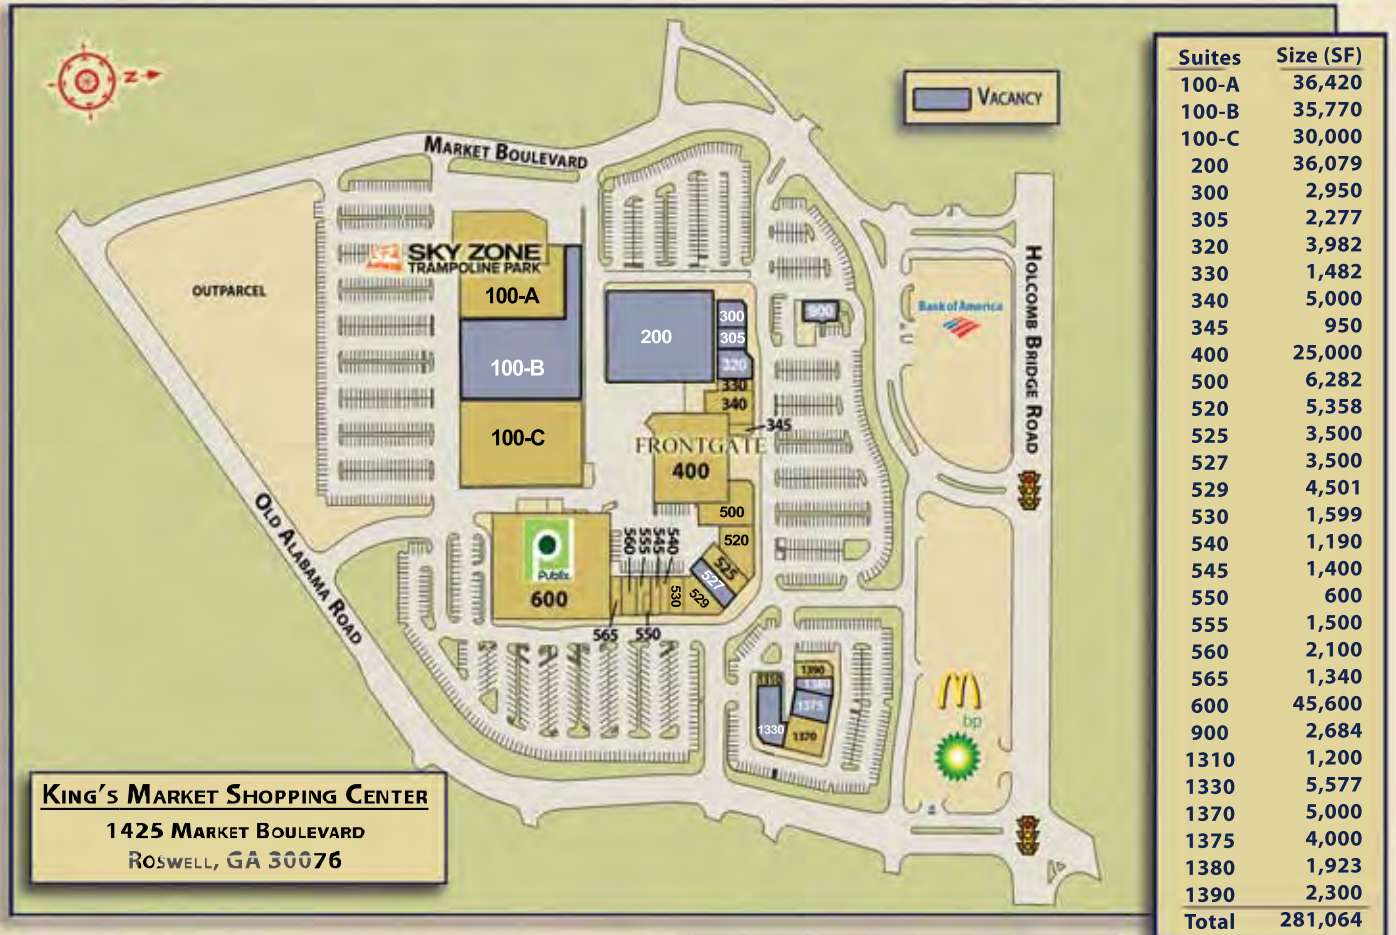 N
VACANCY
MARKET BOULEVARD
SKY ZONE
TRAMPOLINE PARK
OUTPARCEL
100-A
100-B
100-C
200
300
305
320
330
340
345
FRONTGATE
400
500
520
525
527
529
530
540
545
555
560
550
565
Publix
600
900
Bank of America
HOLCOMB BRIDGE ROAD
OLD ALABAMA ROAD
1310
1390
1380
1375
1330
1370
bp
KING'S MARKET SHOPPING CENTER
1425 MARKET BOULEVARD
ROSWELL, GA 30076
Suites Size (SF)
100-A 36,420
100-B 35,770
100-C 30,000
200 36,079
300 2,950
305 2,277
320 3,982
330 1,482
340 5,000
345 950
400 25,000
500 6,282
520 5,358
525 3,500
527 3,500
529 4,501
530 1,599
540 1,190
545 1,400
550 600
555 1,500
560 2,100
565 1,340
600 45,600
900 2,684
1310 1,200
1330 5,577
1370 5,000
1375 4,000
1380 1,923
1390 2,300
Total 281,064